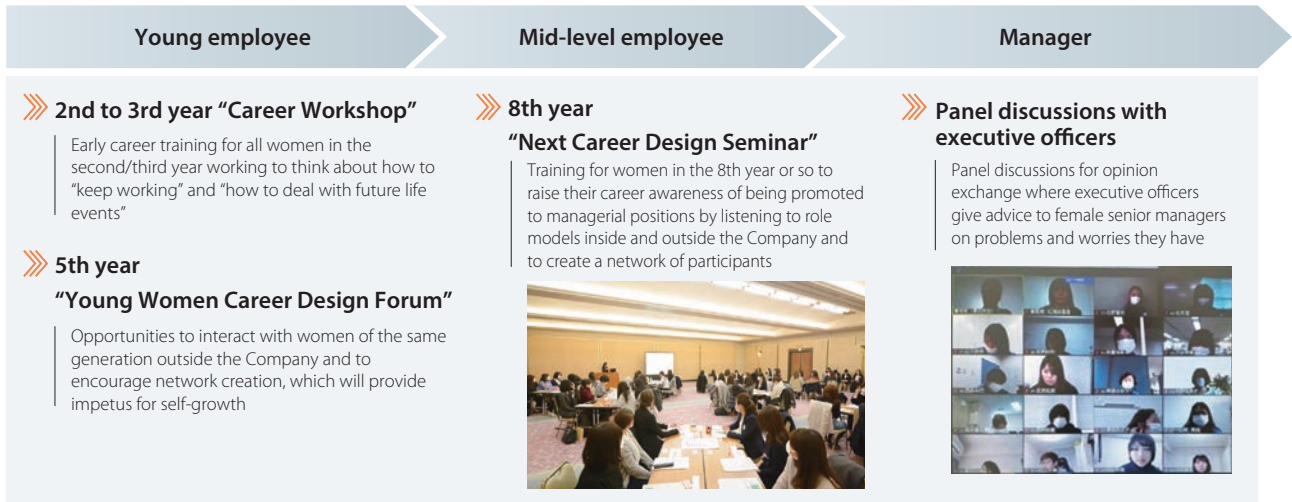 Young employee
Mid-level employee
Manager
2nd to 3rd year “Career Workshop”
Early career training for all women in the
second/third year working to think about how to
“keep working” and “how to deal with future life
events”
5th year
“Young Women Career Design Forum”
Opportunities to interact with women of the same
generation outside the Company and to
encourage network creation, which will provide
impetus for self-growth
8th year
“Next Career Design Seminar”
Training for women in the 8th year or so to
raise their career awareness of being promoted
to managerial positions by listening to role
models inside and outside the Company and
to create a network of participants
Panel discussions with
executive officers
Panel discussions for opinion
exchange where executive officers
give advice to female senior managers
on problems and worries they have